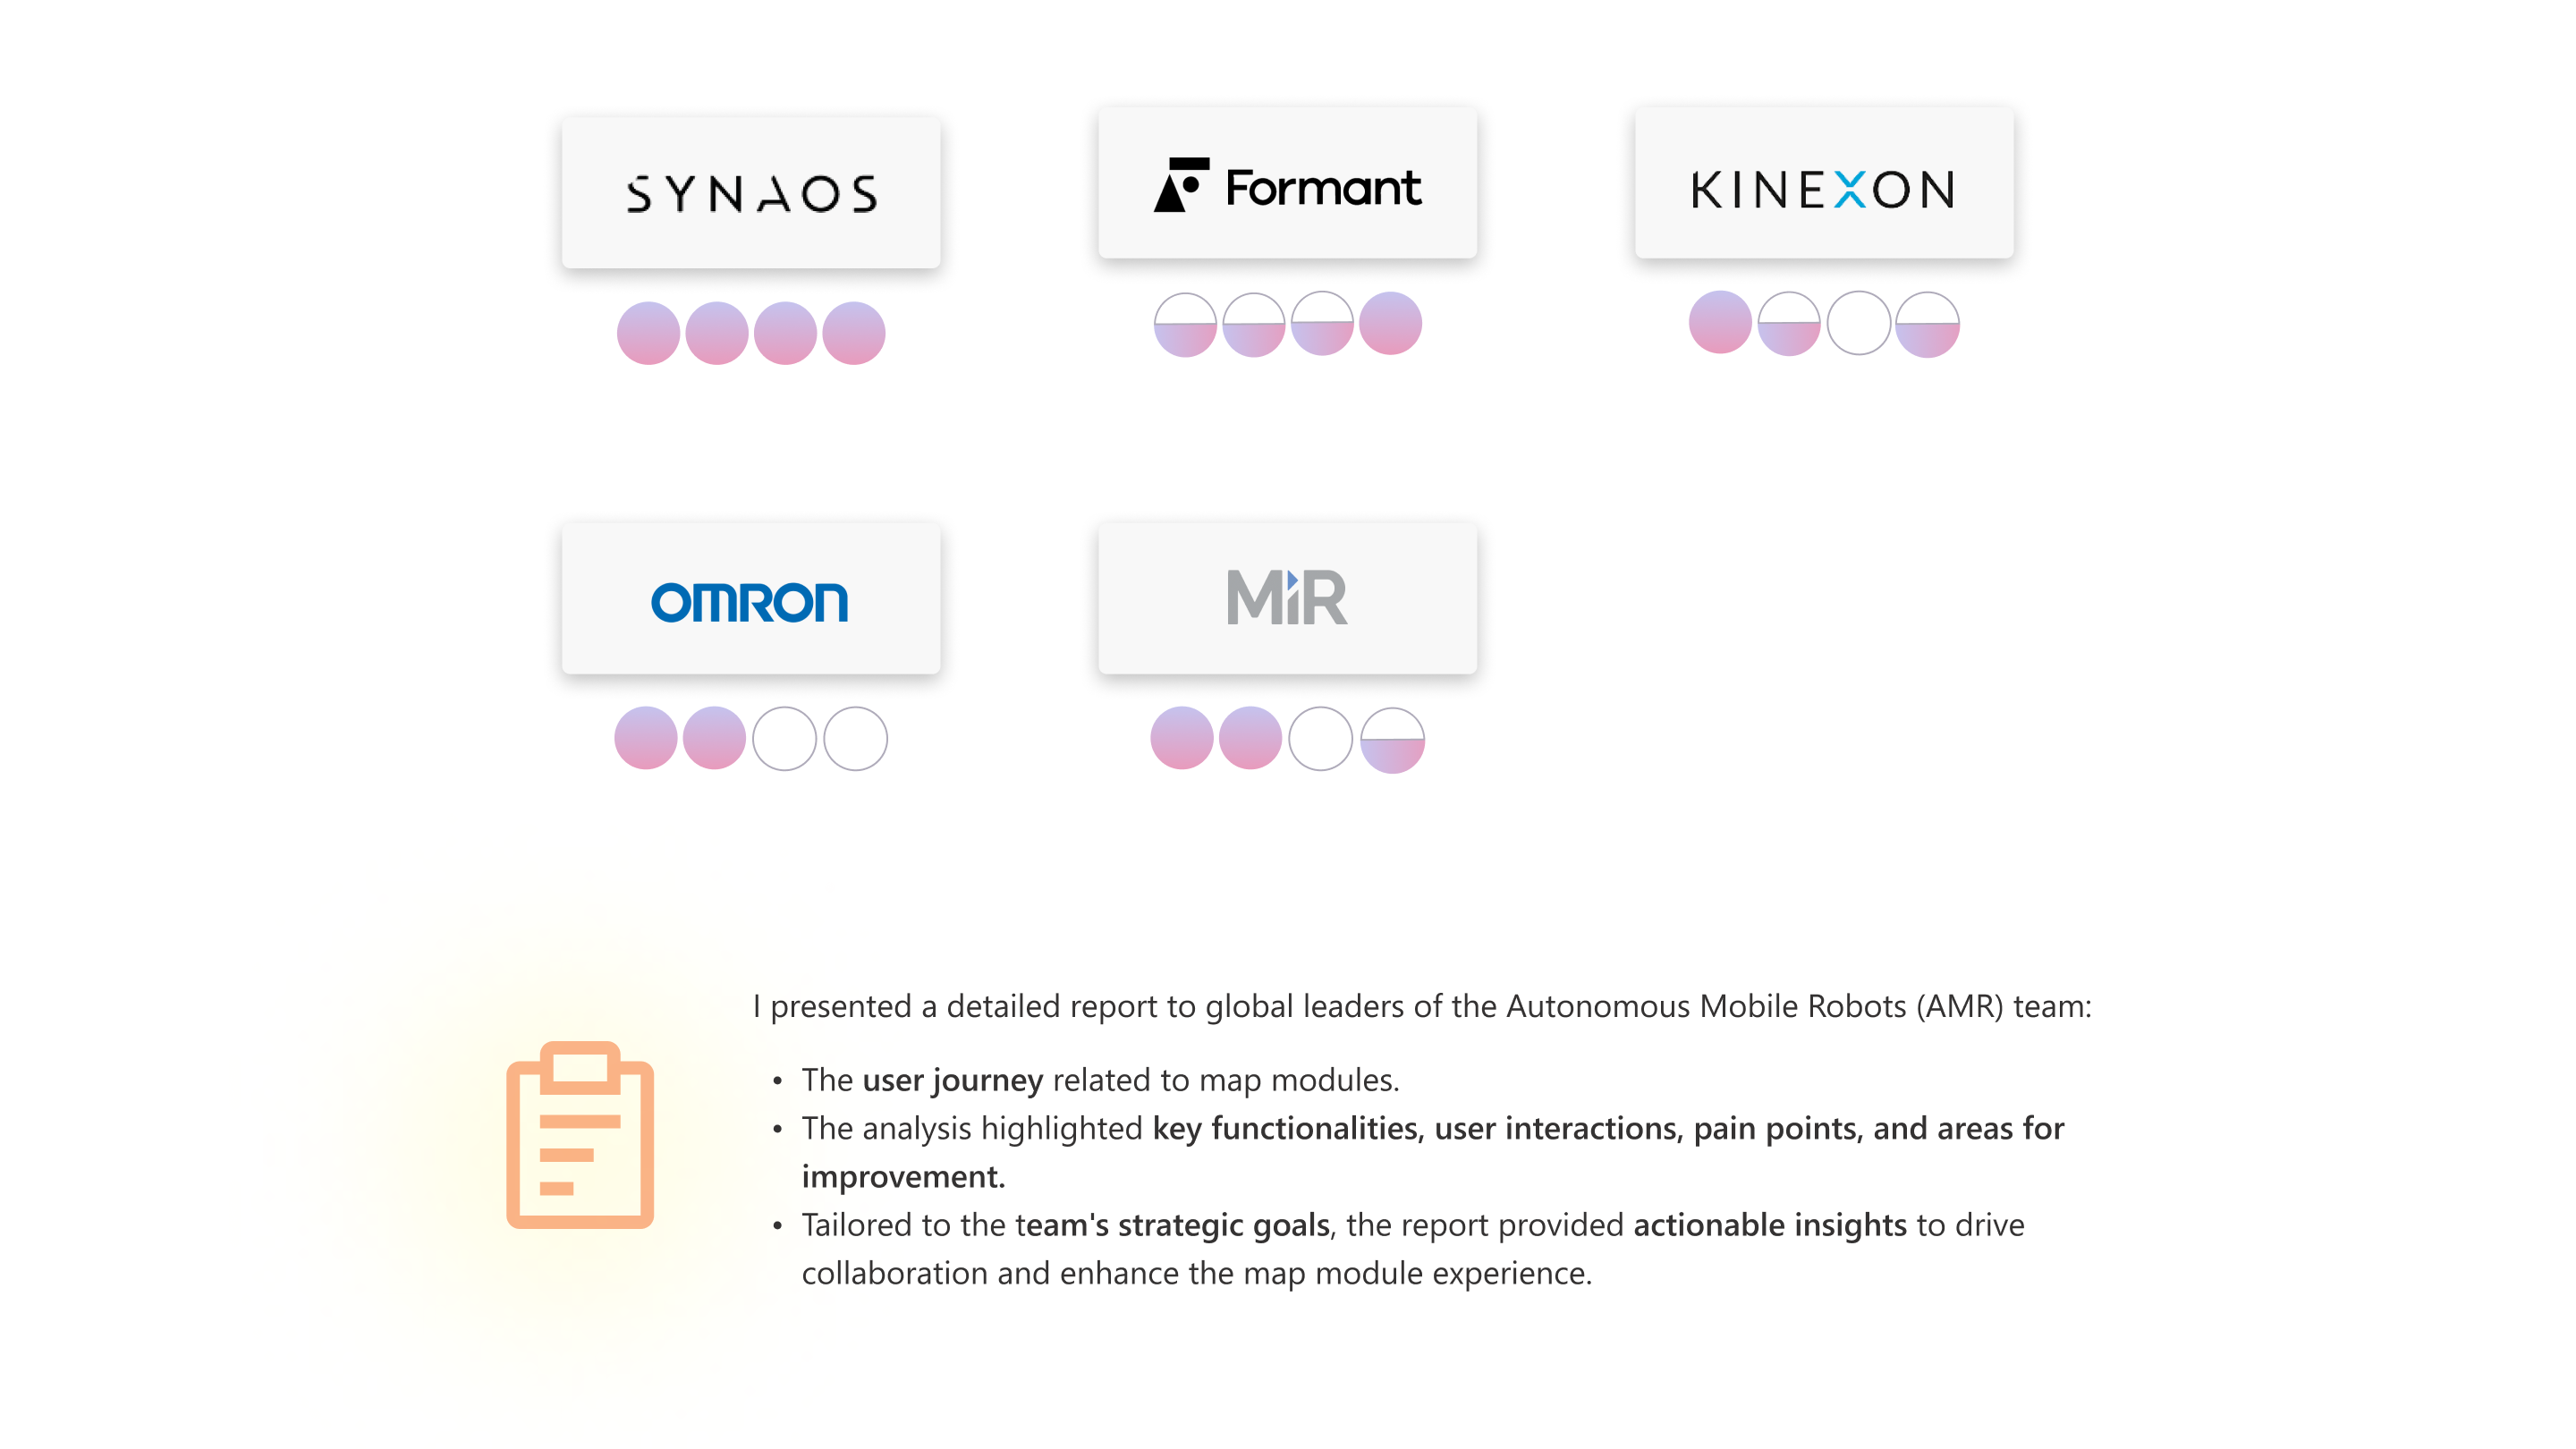 SYNAOS
Formant
KINEXON
OMRON
MiR
I presented a detailed report to global leaders of the Autonomous Mobile Robots (AMR) team:
• The user journey related to map modules.
• The analysis highlighted key functionalities, user interactions, pain points, and areas for
improvement.
• Tailored to the team's strategic goals, the report provided actionable insights to drive
collaboration and enhance the map module experience.